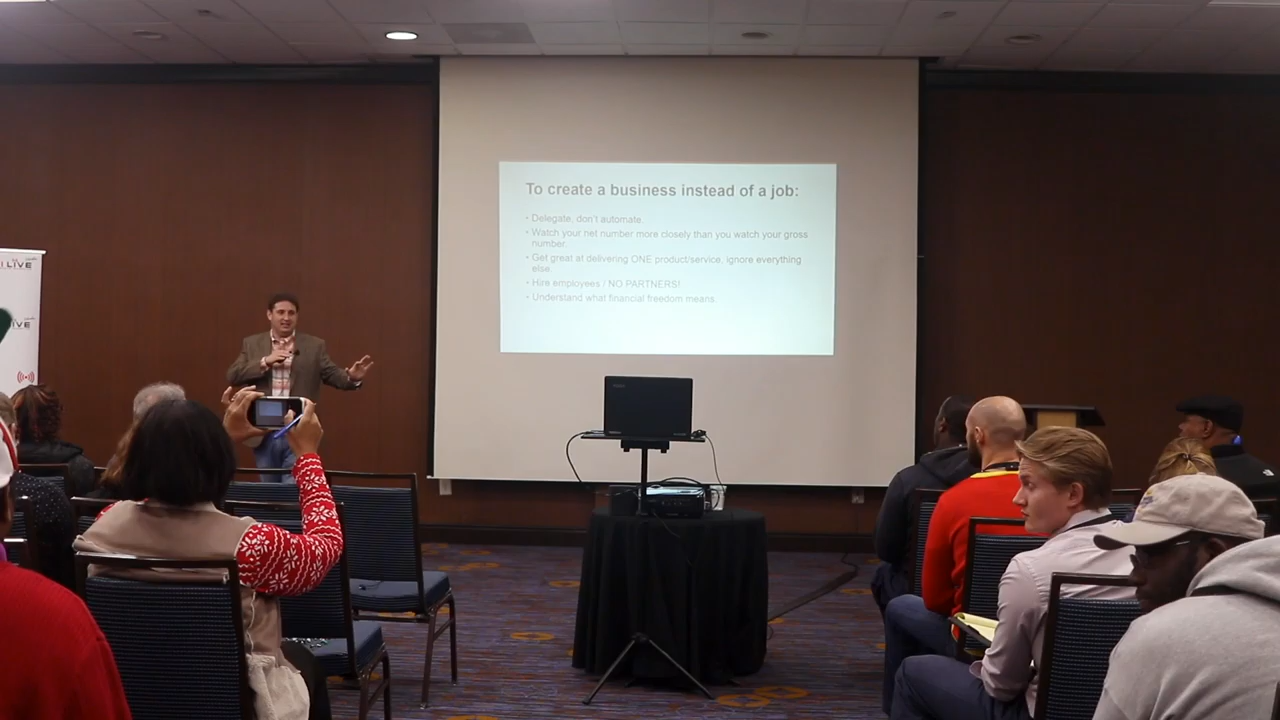 To create a business instead of a job:
• Delegate, don't automate.
• Watch your net number more closely than you watch your gross
number.
• Get great at delivering ONE product/service, ignore everything
else.
• Hire employees / NO PARTNERS!
• Understand what financial freedom means.
LIVE
IVE